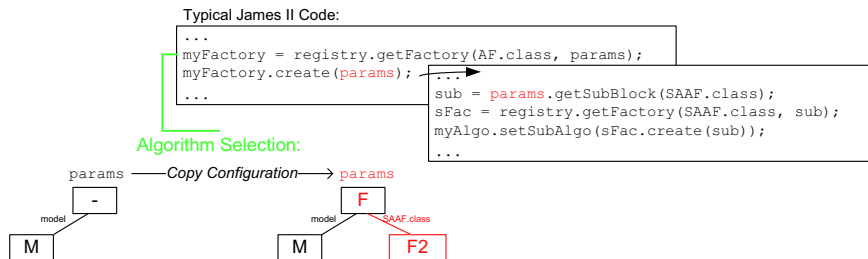 Typical James II Code:
...
myFactory = registry.getFactory(AF.class, params);
myFactory.create(params);
...
...
sub = params.getSubBlock(SAAF.class);
sFac = registry.getFactory(SAAF.class, sub);
myAlgo.setSubAlgo(sFac.create(sub));
...
Algorithm Selection:
params Copy Configuration params
- F
model model SAAF.class
M M F2